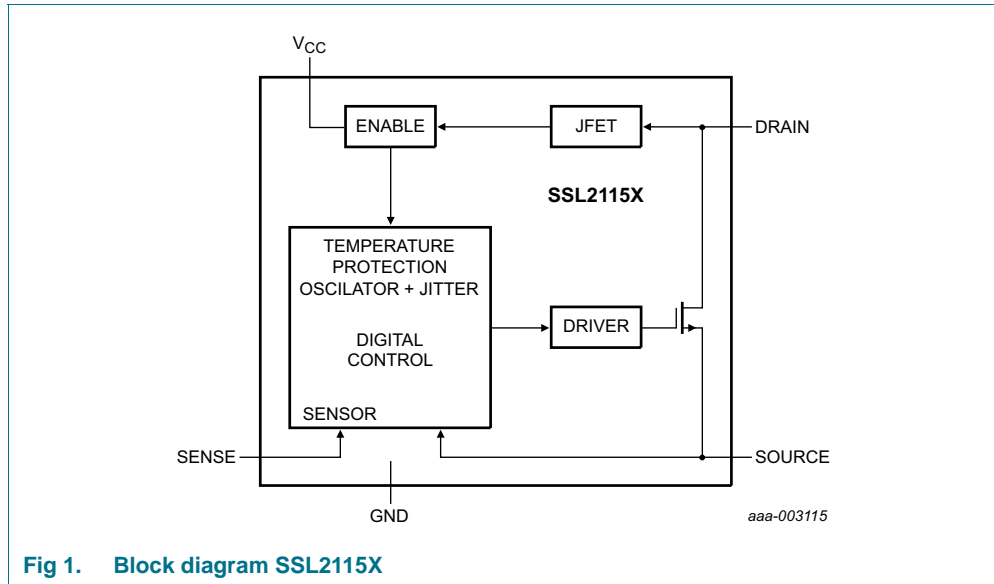 VCC
ENABLE
JFET
DRAIN
SSL2115X
TEMPERATURE
PROTECTION
OSCILATOR + JITTER
DIGITAL
CONTROL
DRIVER
SENSOR
SENSE
SOURCE
GND
aaa-003115
Fig 1. Block diagram SSL2115X